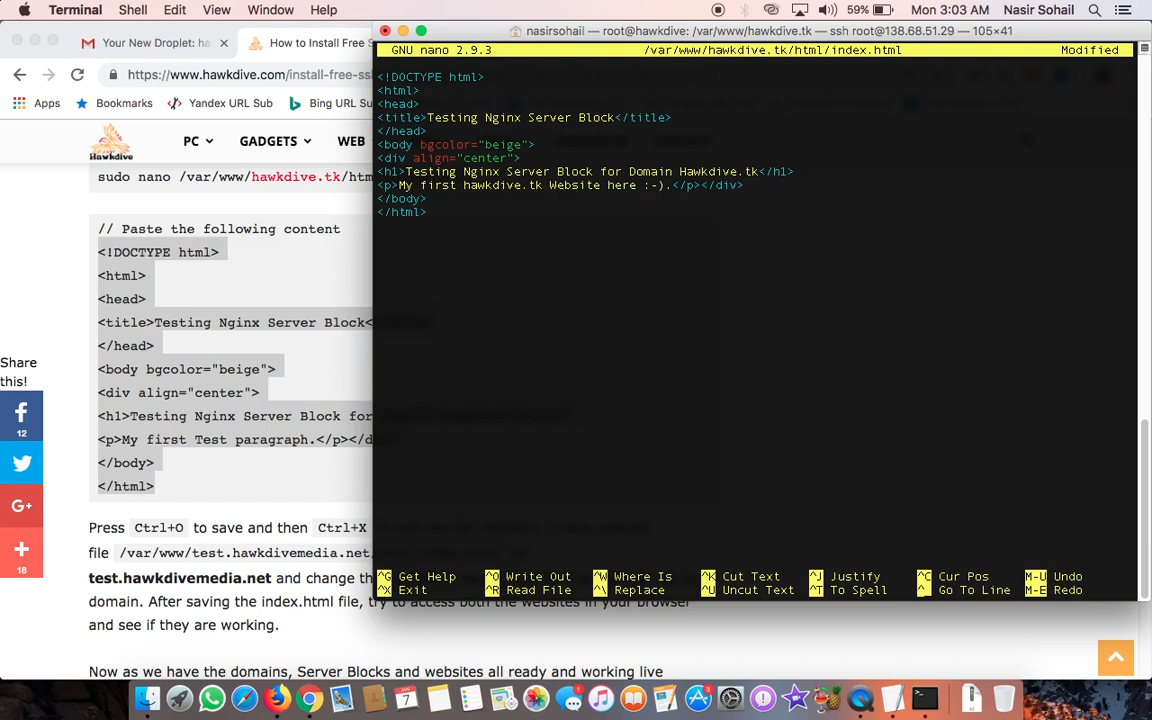 Terminal Shell Edit View Window Help 59% Mon 3:03 AM Nasir Sohail
Your New Droplet: ha
How to Install Free S
nasirsohail — root@hawkdive: /var/www/hawkdive.tk — ssh root@138.68.51.29 — 105×41
https://www.hawkdive.com/install-free-ss
Apps Bookmarks Yandex URL Sub Bing URL Su
Hawkdive
PC GADGETS WEB
sudo nano /var/www/hawkdive.tk/htm
// Paste the following content
<!DOCTYPE html>
<html>
<head>
<title>Testing Nginx Server Block<
</head>
<body bgcolor="beige">
<div align="center">
<h1>Testing Nginx Server Block for
<p>My first Test paragraph.</p></d
</body>
</html>
Share
this!
12
G+
18
Press Ctrl+O to save and then Ctrl+X
file /var/www/test.hawkdivemedia.net/
test.hawkdivemedia.net and change th
domain. After saving the index.html file, try to access both the websites in your browser
and see if they are working.
Now as we have the domains, Server Blocks and websites all ready and working live
GNU nano 2.9.3 /var/www/hawkdive.tk/html/index.html Modified
<!DOCTYPE html>
<html>
<head>
<title>Testing Nginx Server Block</title>
</head>
<body bgcolor="beige">
<div align="center">
<h1>Testing Nginx Server Block for Domain Hawkdive.tk</h1>
<p>My first hawkdive.tk Website here :-).</p></div>
</body>
</html>
^G Get Help ^O Write Out ^W Where Is ^K Cut Text ^J Justify ^C Cur Pos M-U Undo
^X Exit ^R Read File ^\ Replace ^U Uncut Text ^T To Spell ^_ Go To Line M-E Redo
7